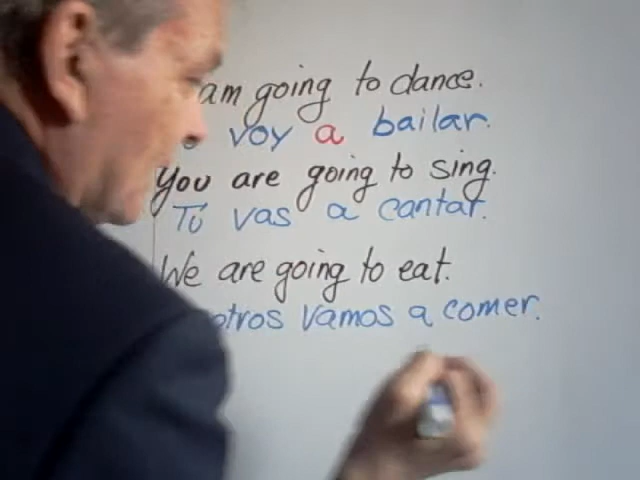 am going to dance.
voy a bailar.
You are going to sing.
Tú vas a cantar.
We are going to eat.
otros vamos a comer.